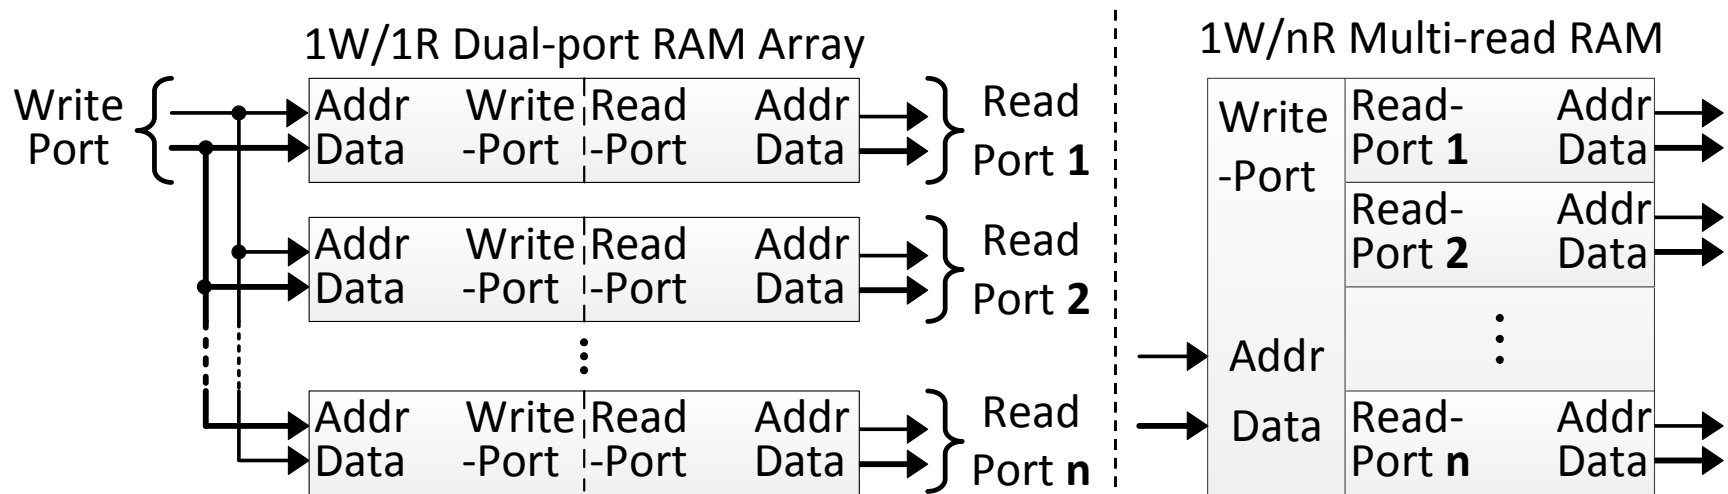 1W/1R Dual-port RAM Array
Write
Port
Addr Write Read Addr
Data -Port -Port Data
Read
Port 1
Addr Write Read Addr
Data -Port -Port Data
Read
Port 2
Addr Write Read Addr
Data -Port -Port Data
Read
Port n
1W/nR Multi-read RAM
Write
-Port
Addr
Data
Read- Addr
Port 1 Data
Read- Addr
Port 2 Data
Read- Addr
Port n Data